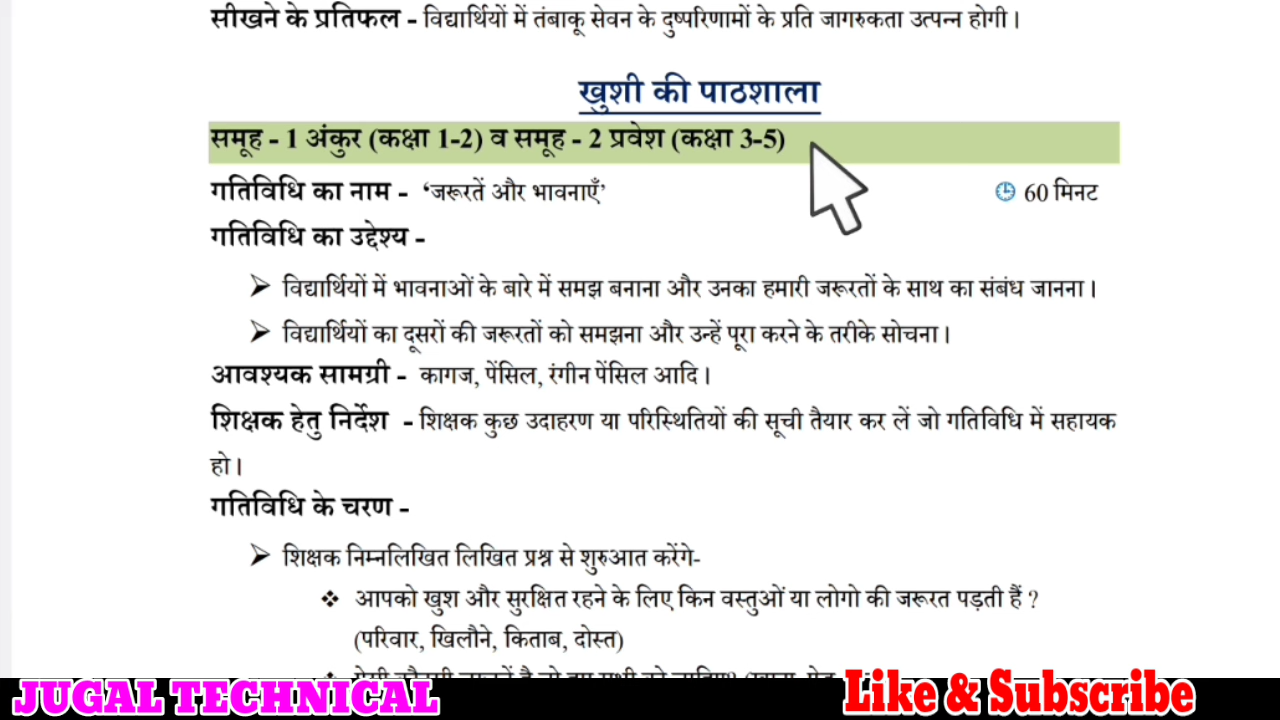 सीखने के प्रतिफल - विद्यार्थियों में तंबाकू सेवन के दुष्परिणामों के प्रति जागरुकता उत्पन्न होगी।
खुशी की पाठशाला
समूह - 1 अंकुर (कक्षा 1-2) व समूह - 2 प्रवेश (कक्षा 3-5)
गतिविधि का नाम - ‘जरूरतें और भावनाएँ’ 60 मिनट
गतिविधि का उद्देश्य -
➢ विद्यार्थियों में भावनाओं के बारे में समझ बनाना और उनका हमारी जरूरतों के साथ का संबंध जानना।
➢ विद्यार्थियों का दूसरों की जरूरतों को समझना और उन्हें पूरा करने के तरीके सोचना।
आवश्यक सामग्री - कागज, पेंसिल, रंगीन पेंसिल आदि।
शिक्षक हेतु निर्देश - शिक्षक कुछ उदाहरण या परिस्थितियों की सूची तैयार कर लें जो गतिविधि में सहायक
हो।
गतिविधि के चरण -
➢ शिक्षक निम्नलिखित लिखित प्रश्न से शुरुआत करेंगे-
❖ आपको खुश और सुरक्षित रहने के लिए किन वस्तुओं या लोगो की जरूरत पड़ती हैं ?
(परिवार, खिलौने, किताब, दोस्त)
JUGAL TECHNICAL Like & Subscribe